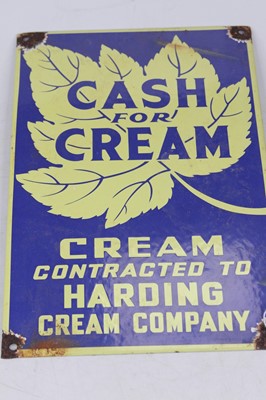 CASH
FOR
CREAM
CREAM
CONTRACTED TO
HARDING
CREAM COMPANY